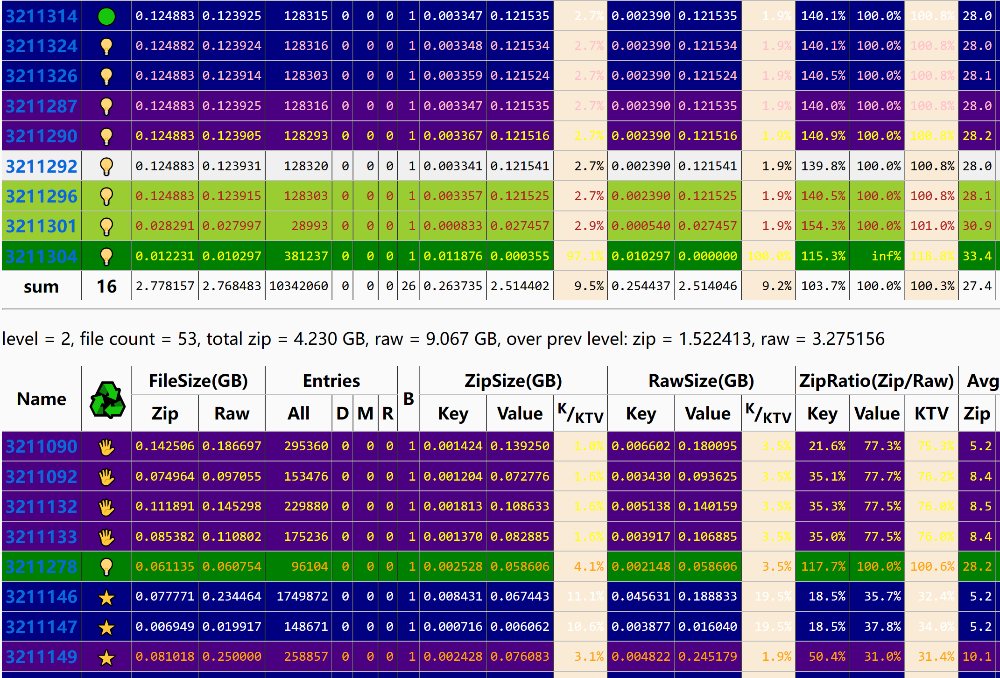 3211314 0.124883 0.123925 128315 0 0 0 1 0.003347 0.121535 2.7% 0.002390 0.121535 1.9% 140.1% 100.0% 100.8% 28.0
3211324 0.124882 0.123924 128316 0 0 0 1 0.003348 0.121534 2.7% 0.002390 0.121534 1.9% 140.1% 100.0% 100.8% 28.0
3211326 0.124883 0.123914 128303 0 0 0 1 0.003359 0.121524 2.7% 0.002390 0.121524 1.9% 140.5% 100.0% 100.8% 28.1
3211287 0.124883 0.123925 128316 0 0 0 1 0.003347 0.121535 2.7% 0.002390 0.121535 1.9% 140.0% 100.0% 100.8% 28.0
3211290 0.124883 0.123905 128293 0 0 0 1 0.003367 0.121516 2.7% 0.002390 0.121516 1.9% 140.9% 100.0% 100.8% 28.2
3211292 0.124883 0.123931 128320 0 0 0 1 0.003341 0.121541 2.7% 0.002390 0.121541 1.9% 139.8% 100.0% 100.8% 28.0
3211296 0.124883 0.123915 128303 0 0 0 1 0.003357 0.121525 2.7% 0.002390 0.121525 1.9% 140.5% 100.0% 100.8% 28.1
3211301 0.028291 0.027997 28993 0 0 0 1 0.000833 0.027457 2.9% 0.000540 0.027457 1.9% 154.3% 100.0% 101.0% 30.9
3211304 0.012231 0.010297 381237 0 0 0 1 0.011876 0.000355 97.1% 0.010297 0.000000 100.0% 115.3% inf% 118.8% 33.4
sum 16 2.778157 2.768483 10342060 0 0 0 26 0.263735 2.514402 9.5% 0.254437 2.514046 9.2% 103.7% 100.0% 100.3% 27.4
level = 2, file count = 53, total zip = 4.230 GB, raw = 9.067 GB, over prev level: zip = 1.522413, raw = 3.275156
Name FileSize(GB) Entries B ZipSize(GB) RawSize(GB) ZipRatio(Zip/Raw) Avg
Zip Raw All D M R Key Value K/KTV Key Value K/KTV Key Value KTV Zip
3211090 0.142506 0.186697 295360 0 0 0 1 0.001424 0.139250 1.0% 0.006602 0.180095 3.5% 21.6% 77.3% 75.3% 5.2
3211092 0.074964 0.097055 153476 0 0 0 1 0.001204 0.072776 1.6% 0.003430 0.093625 3.5% 35.1% 77.7% 76.2% 8.4
3211132 0.111891 0.145298 229880 0 0 0 1 0.001813 0.108633 1.6% 0.005138 0.140159 3.5% 35.3% 77.5% 76.0% 8.5
3211133 0.085382 0.110802 175236 0 0 0 1 0.001370 0.082885 1.6% 0.003917 0.106885 3.5% 35.0% 77.5% 76.0% 8.4
3211278 0.061135 0.060754 96104 0 0 0 1 0.002528 0.058606 4.1% 0.002148 0.058606 3.5% 117.7% 100.0% 100.6% 28.2
3211146 0.077771 0.234464 1749872 0 0 0 1 0.008431 0.067443 11.1% 0.045631 0.188833 19.5% 18.5% 35.7% 32.4% 5.2
3211147 0.006949 0.019917 148671 0 0 0 1 0.000716 0.006062 10.6% 0.003877 0.016040 19.5% 18.5% 37.8% 34.0% 5.2
3211149 0.081018 0.250000 258857 0 0 0 1 0.002428 0.076083 3.1% 0.004822 0.245179 1.9% 50.4% 31.0% 31.4% 10.1